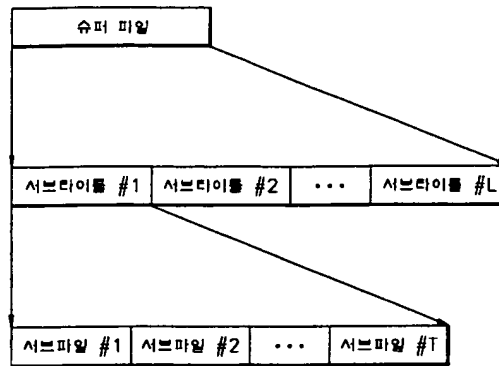 슈퍼 파일
서브타이틀 #1 서브타이틀 #2 ··· 서브타이틀 #L
서브파일 #1 서브파일 #2 ··· 서브파일 #T